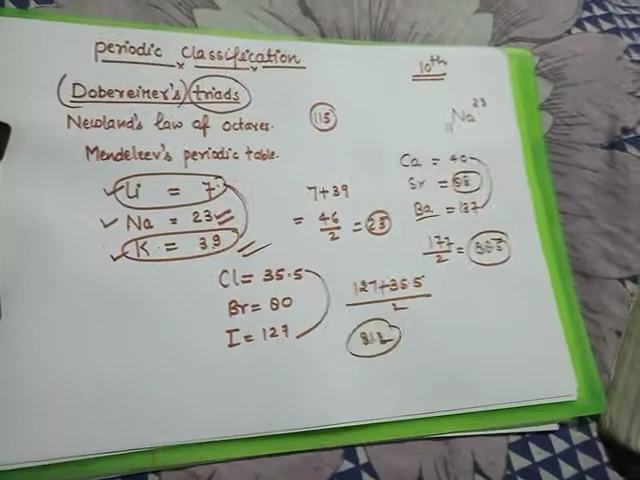 periodic classification
10th
(Dobereiner's) triads
Newland's law of octaves.
115
Na 23
11
Mendeleev's periodic table.
Li = 7
Na = 23
K = 39
7+39
= 46/2 = 23
Ca = 40
Sr = 88
Ba = 137
177/2 = 88.5
Cl = 35.5
Br = 80
I = 127
127+35.5
2
81.2